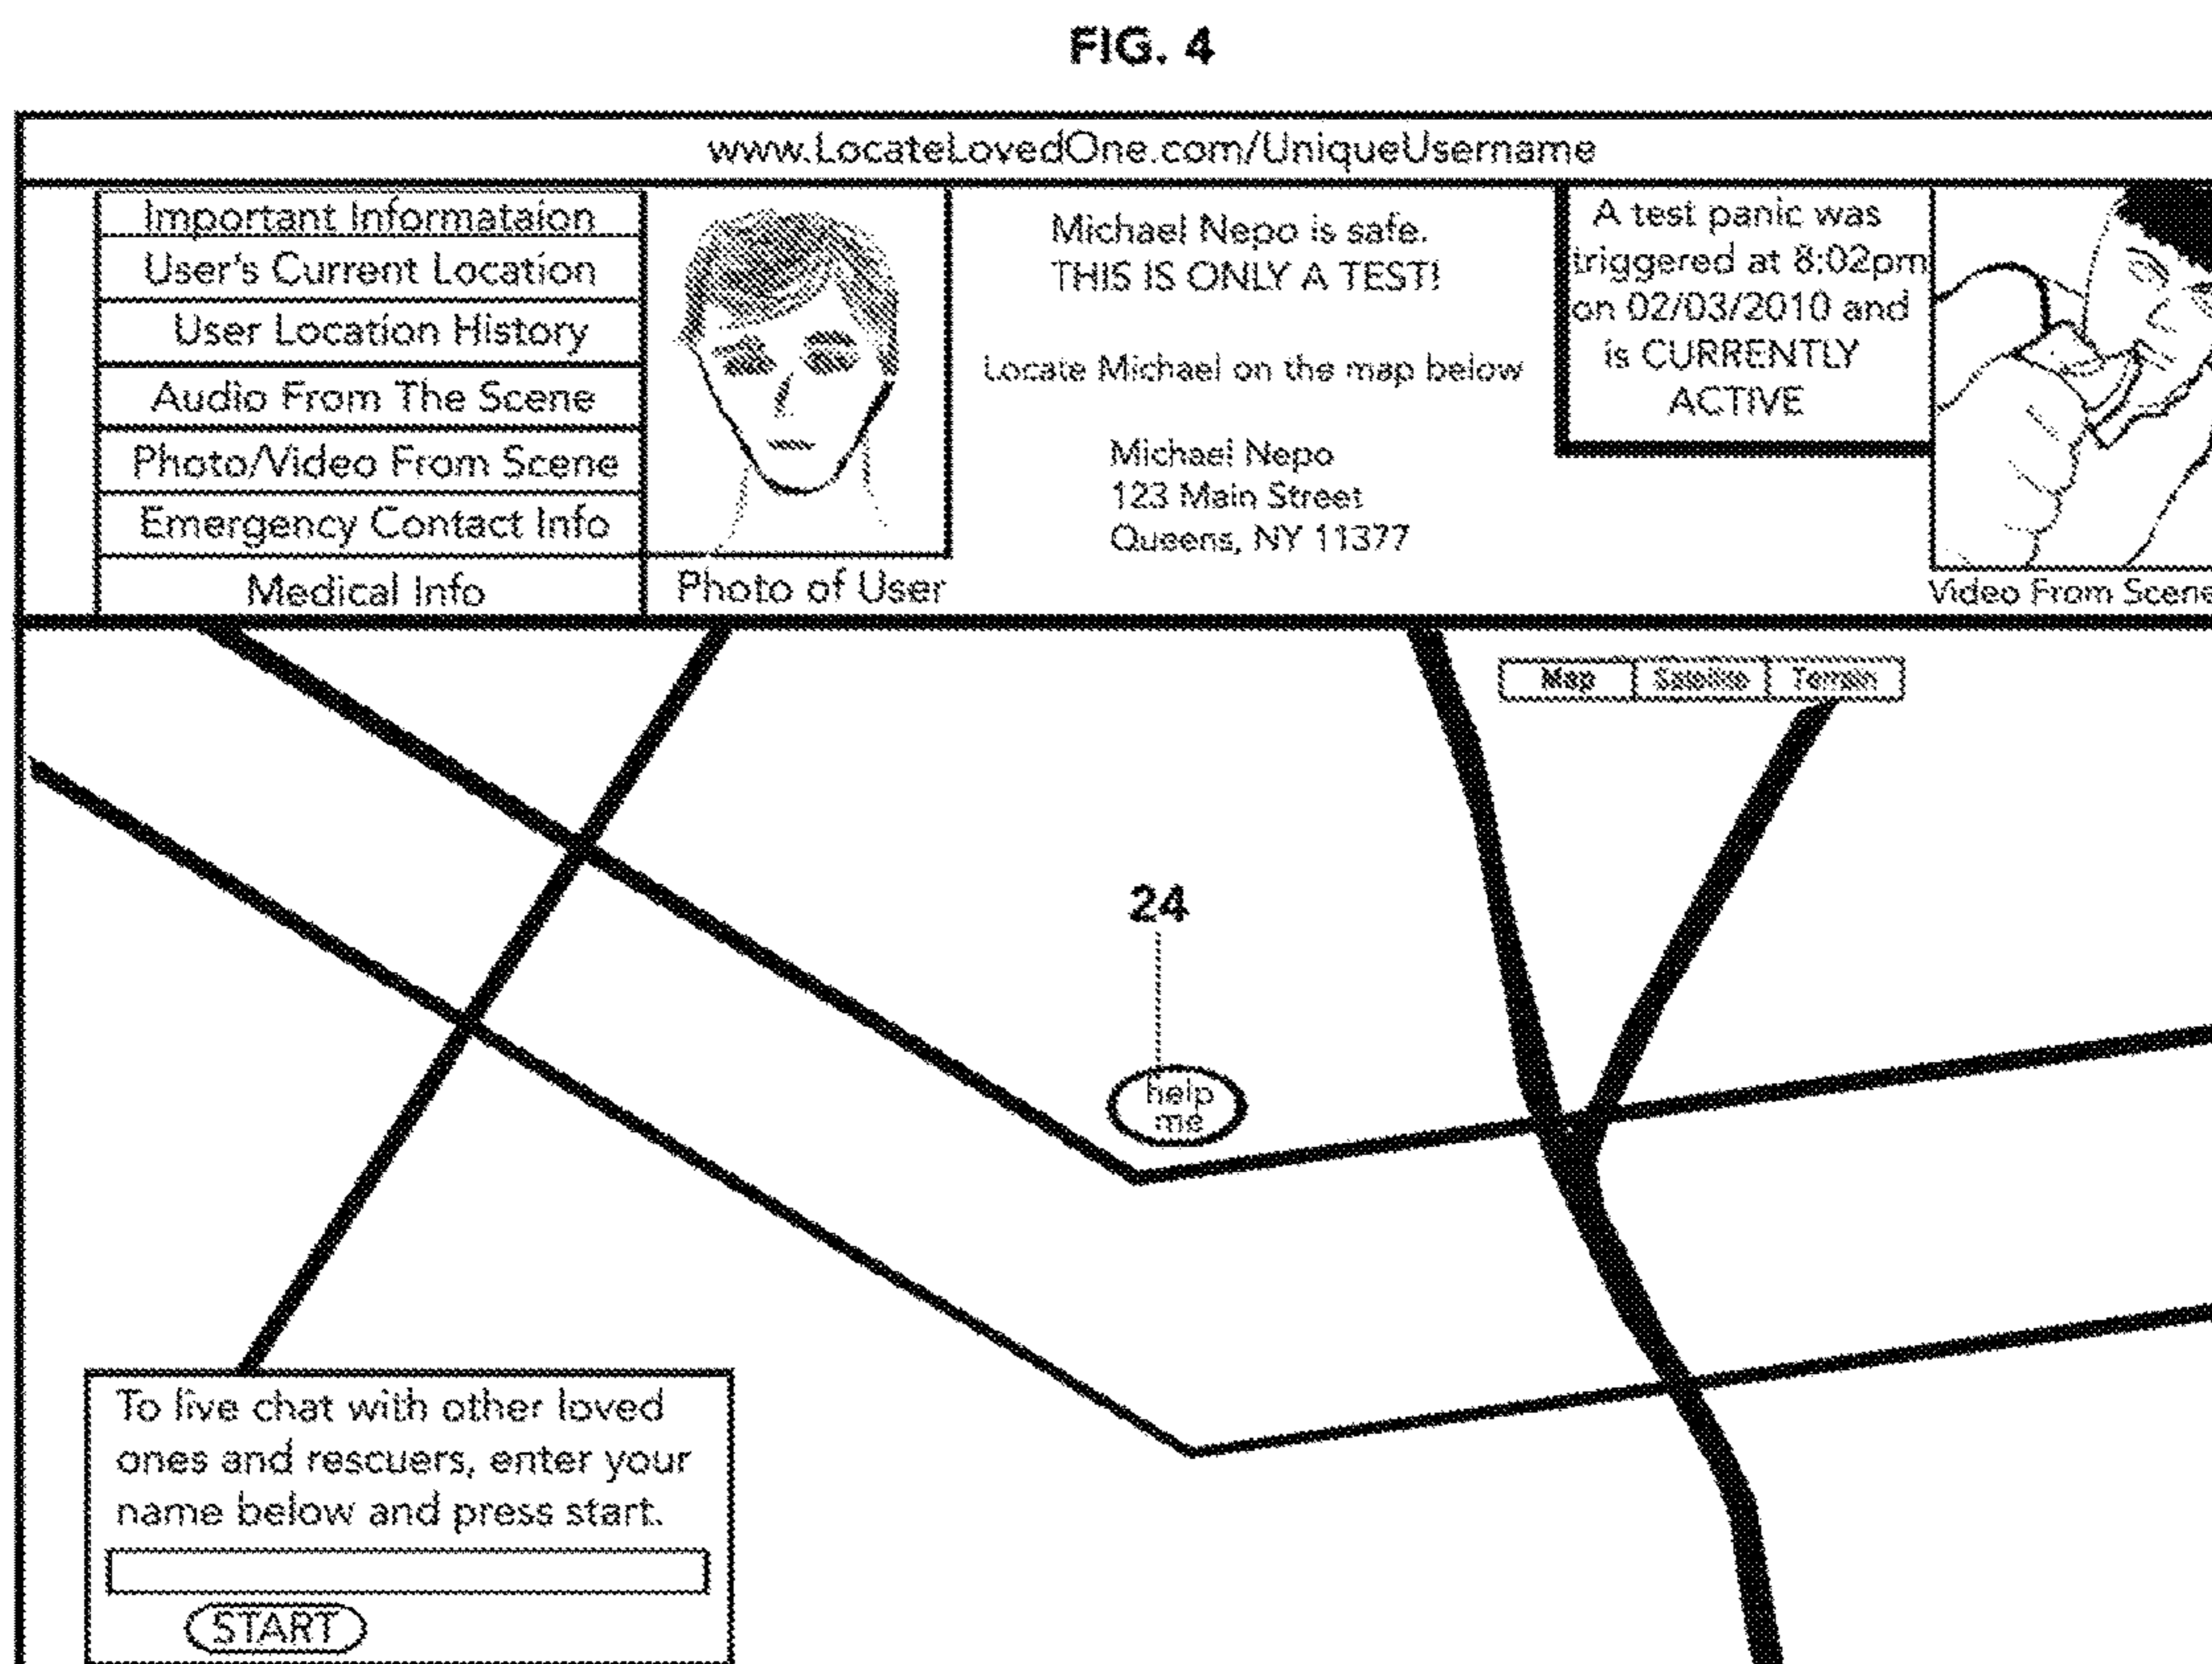 FIG. 4
www.LocateLovedOne.com/UniqueUsername
Important Informataion
User's Current Location
User Location History
Audio From The Scene
Photo/Video From Scene
Emergency Contact Info
Medical Info
Photo of User
Michael Nepo is safe.
THIS IS ONLY A TEST!
Locate Michael on the map below
Michael Nepo
123 Main Street
Queens, NY 11377
A test panic was
triggered at 8:02pm
on 02/03/2010 and
is CURRENTLY
ACTIVE
Video From Scene
Map Satellite Terrain
24
help
me
To live chat with other loved
ones and rescuers, enter your
name below and press start.
START